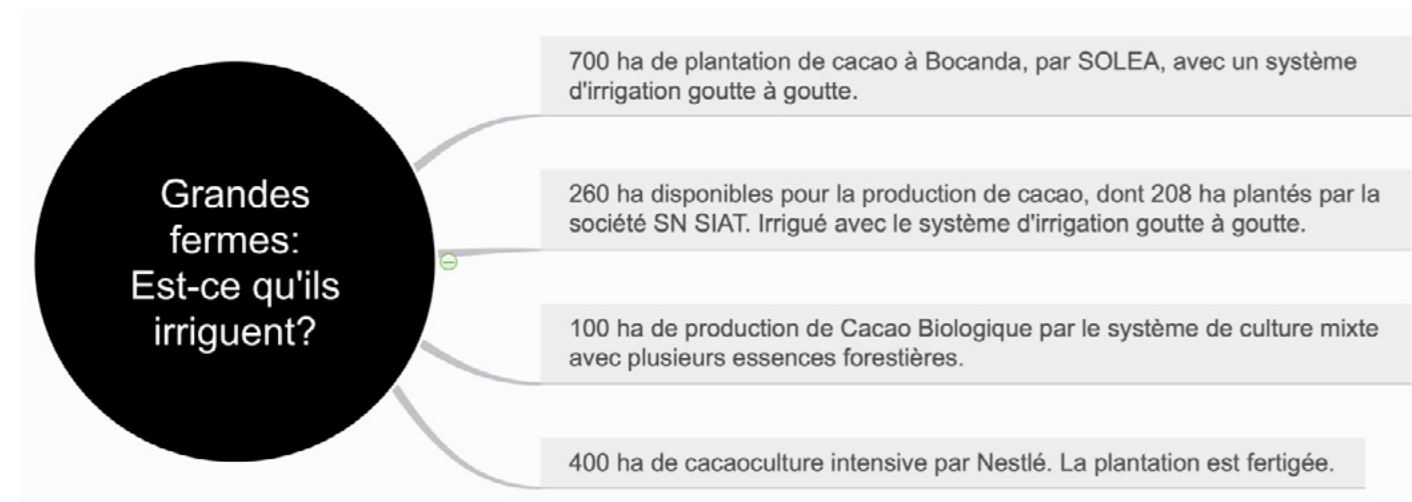 Grandes
fermes:
Est-ce qu'ils
irriguent?
700 ha de plantation de cacao à Bocanda, par SOLEA, avec un système
d'irrigation goutte à goutte.
260 ha disponibles pour la production de cacao, dont 208 ha plantés par la
société SN SIAT. Irrigué avec le système d'irrigation goutte à goutte.
100 ha de production de Cacao Biologique par le système de culture mixte
avec plusieurs essences forestières.
400 ha de cacaoculture intensive par Nestlé. La plantation est fertigée.